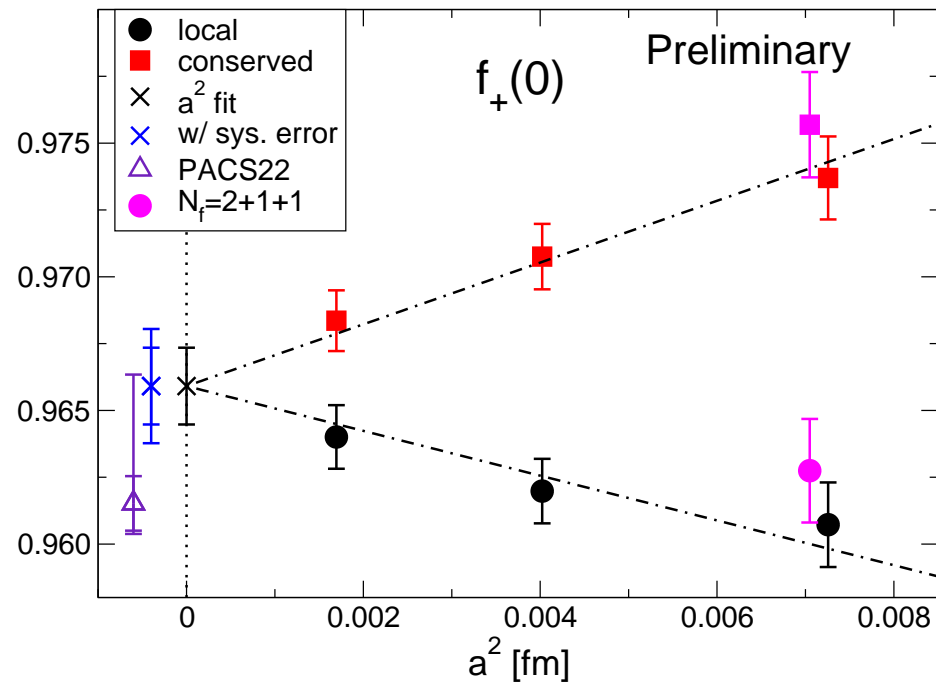 local
conserved
a² fit
w/ sys. error
PACS22
N_f=2+1+1
f_+(0)
Preliminary
0.975
0.970
0.965
0.960
0 0.002 0.004 0.006 0.008
a² [fm]